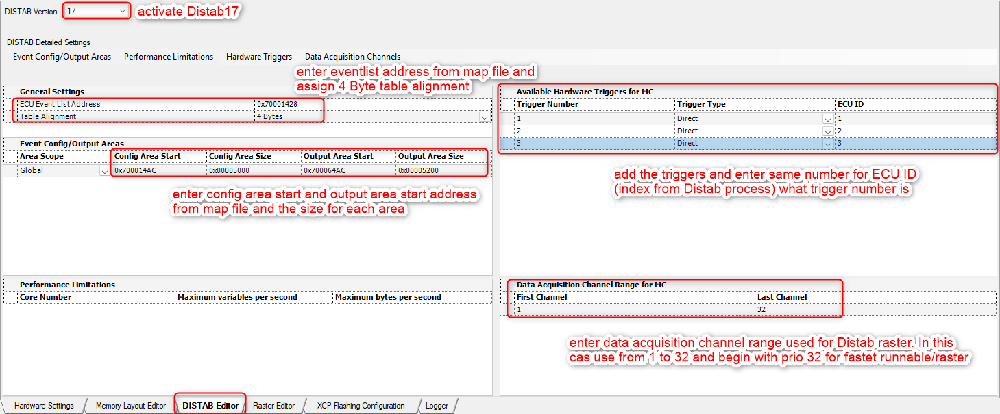 DISTAB Version 17 activate Distab17
DISTAB Detailed Settings
Event Config/Output Areas Performance Limitations Hardware Triggers Data Acquisition Channels
enter eventlist address from map file and
assign 4 Byte table alignment
General Settings
ECU Event List Address 0x70001428
Table Alignment 4 Bytes
Event Config/Output Areas
Area Scope Config Area Start Config Area Size Output Area Start Output Area Size
Global 0x700014AC 0x00005000 0x700064AC 0x00005200
enter config area start and output area start address
from map file and the size for each area
Available Hardware Triggers for MC
Trigger Number Trigger Type ECU ID
1 Direct 1
2 Direct 2
3 Direct 3
add the triggers and enter same number for ECU ID
(index from Distab process) what trigger number is
Performance Limitations
Core Number Maximum variables per second Maximum bytes per second
Data Acquisition Channel Range for MC
First Channel Last Channel
1 32
enter data acquisition channel range used for Distab raster. In this
cas use from 1 to 32 and begin with prio 32 for fastet runnable/raster
Hardware Settings Memory Layout Editor DISTAB Editor Raster Editor XCP Flashing Configuration Logger